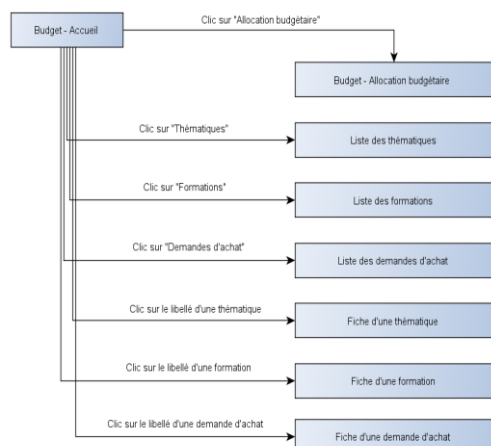 Budget - Accueil
Clic sur "Allocation budgétaire"
Budget - Allocation budgétaire
Clic sur "Thématiques"
Liste des thématiques
Clic sur "Formations"
Liste des formations
Clic sur "Demandes d'achat"
Liste des demandes d'achat
Clic sur le libellé d'une thématique
Fiche d'une thématique
Clic sur le libellé d'une formation
Fiche d'une formation
Clic sur le libellé d'une demande d'achat
Fiche d'une demande d'achat